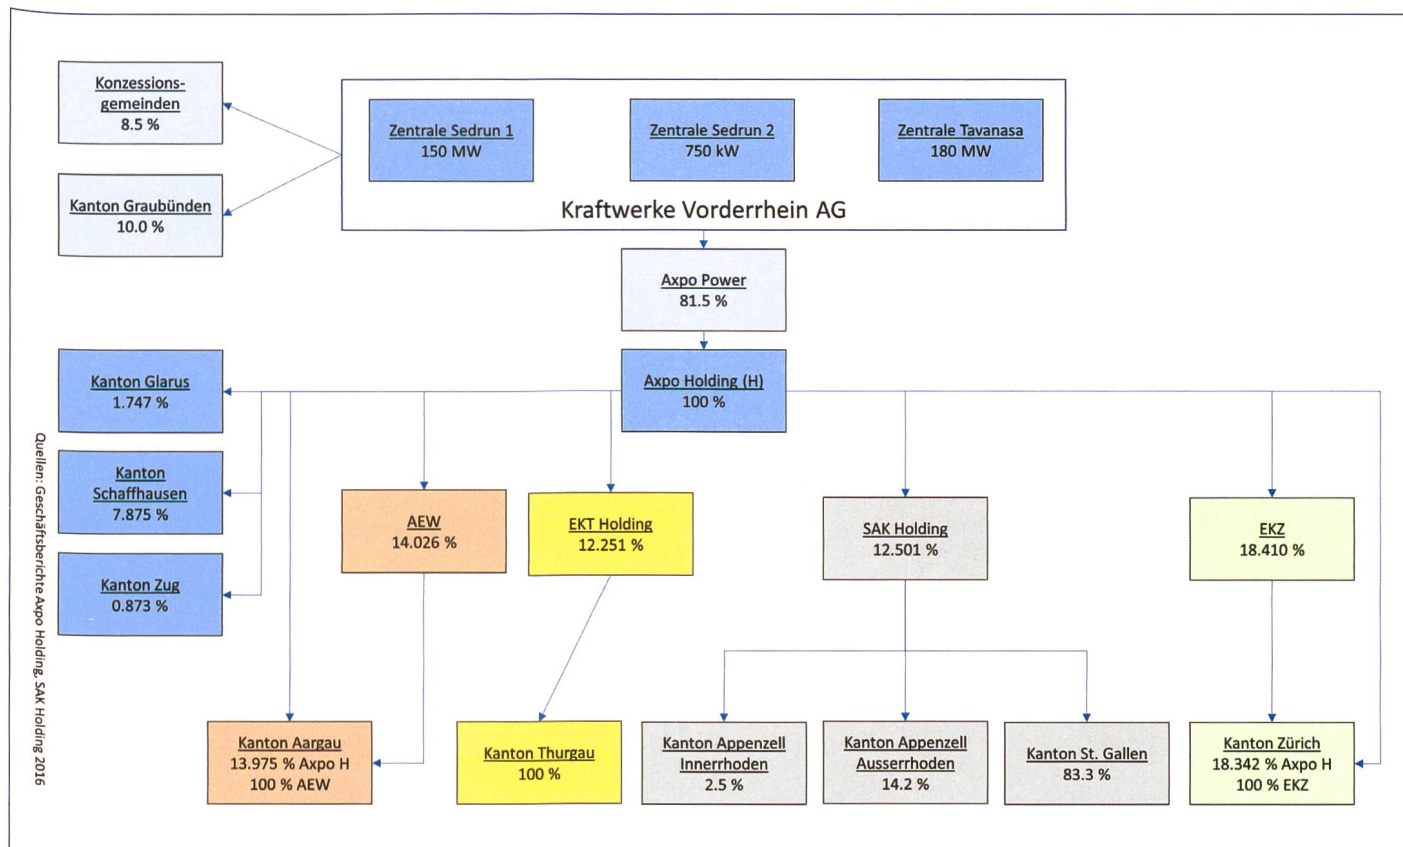 Konzessions-
gemeinden
8.5 %
Zentrale Sedrun 1
150 MW
Zentrale Sedrun 2
750 kW
Zentrale Tavanasa
180 MW
Kanton Graubünden
10.0 %
Kraftwerke Vorderrhein AG
Axpo Power
81.5 %
Axpo Holding (H)
100 %
Kanton Glarus
1.747 %
Kanton
Schaffhausen
7.875 %
Kanton Zug
0.873 %
AEW
14.026 %
EKT Holding
12.251 %
SAK Holding
12.501 %
EKZ
18.410 %
Kanton Aargau
13.975 % Axpo H
100 % AEW
Kanton Thurgau
100 %
Kanton Appenzell
Innerrhoden
2.5 %
Kanton Appenzell
Ausserrhoden
14.2 %
Kanton St. Gallen
83.3 %
Kanton Zürich
18.342 % Axpo H
100 % EKZ
Quellen: Geschäftsberichte Axpo Holding, SAK Holding 2016